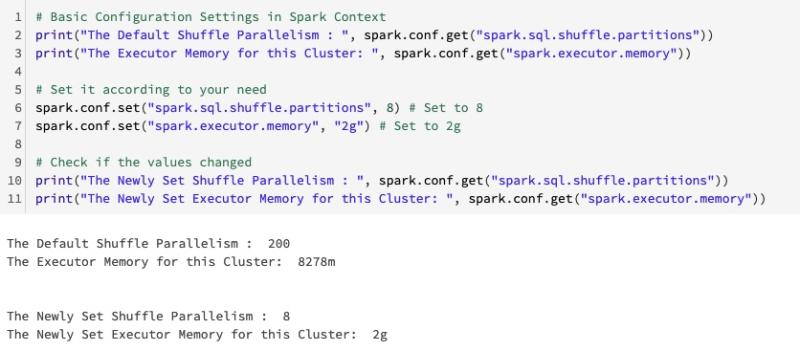 1 # Basic Configuration Settings in Spark Context
2 print("The Default Shuffle Parallelism : ", spark.conf.get("spark.sql.shuffle.partitions"))
3 print("The Executor Memory for this Cluster: ", spark.conf.get("spark.executor.memory"))
4
5 # Set it according to your need
6 spark.conf.set("spark.sql.shuffle.partitions", 8) # Set to 8
7 spark.conf.set("spark.executor.memory", "2g") # Set to 2g
8
9 # Check if the values changed
10 print("The Newly Set Shuffle Parallelism : ", spark.conf.get("spark.sql.shuffle.partitions"))
11 print("The Newly Set Executor Memory for this Cluster: ", spark.conf.get("spark.executor.memory"))
The Default Shuffle Parallelism :  200
The Executor Memory for this Cluster:  8278m
The Newly Set Shuffle Parallelism :  8
The Newly Set Executor Memory for this Cluster:  2g